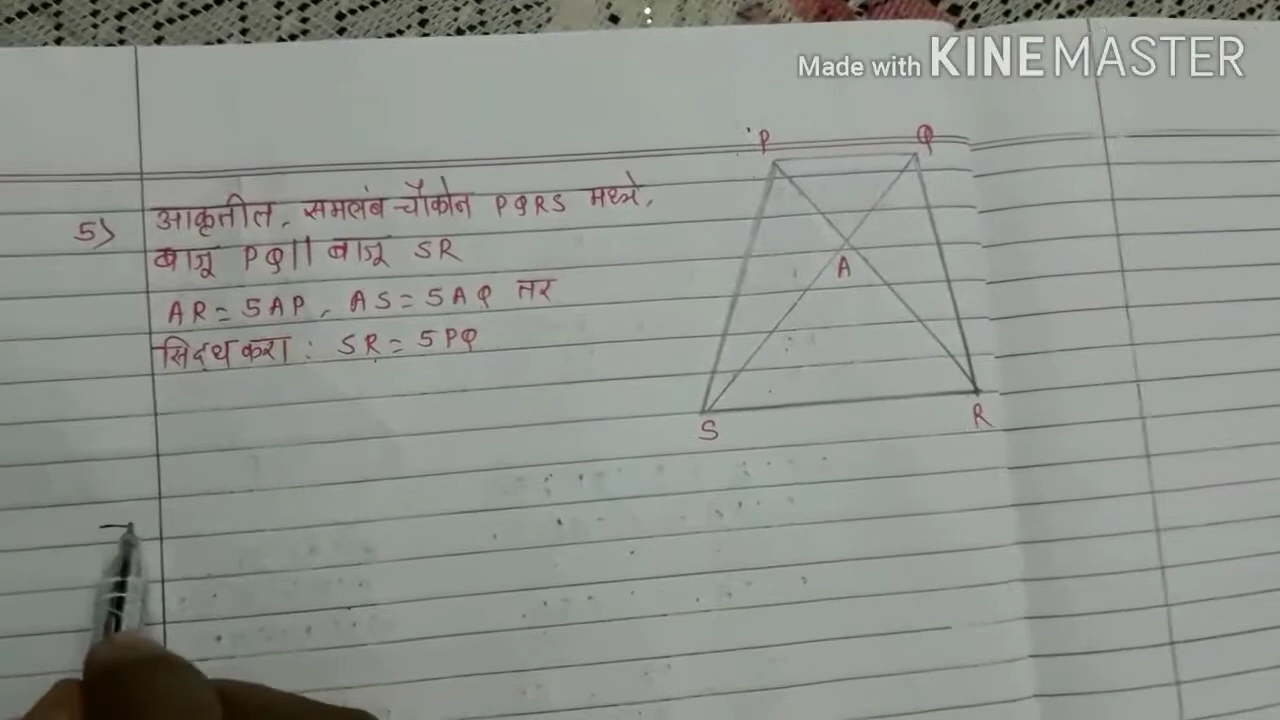 Made with KINEMASTER
P Q
5) आकृतीत, समलंब चौकोन PQRS मध्ये,
बाजू PQ || बाजू SR
A
AR = 5AP, AS = 5AQ तर
सिद्ध करा : SR = 5PQ
S R